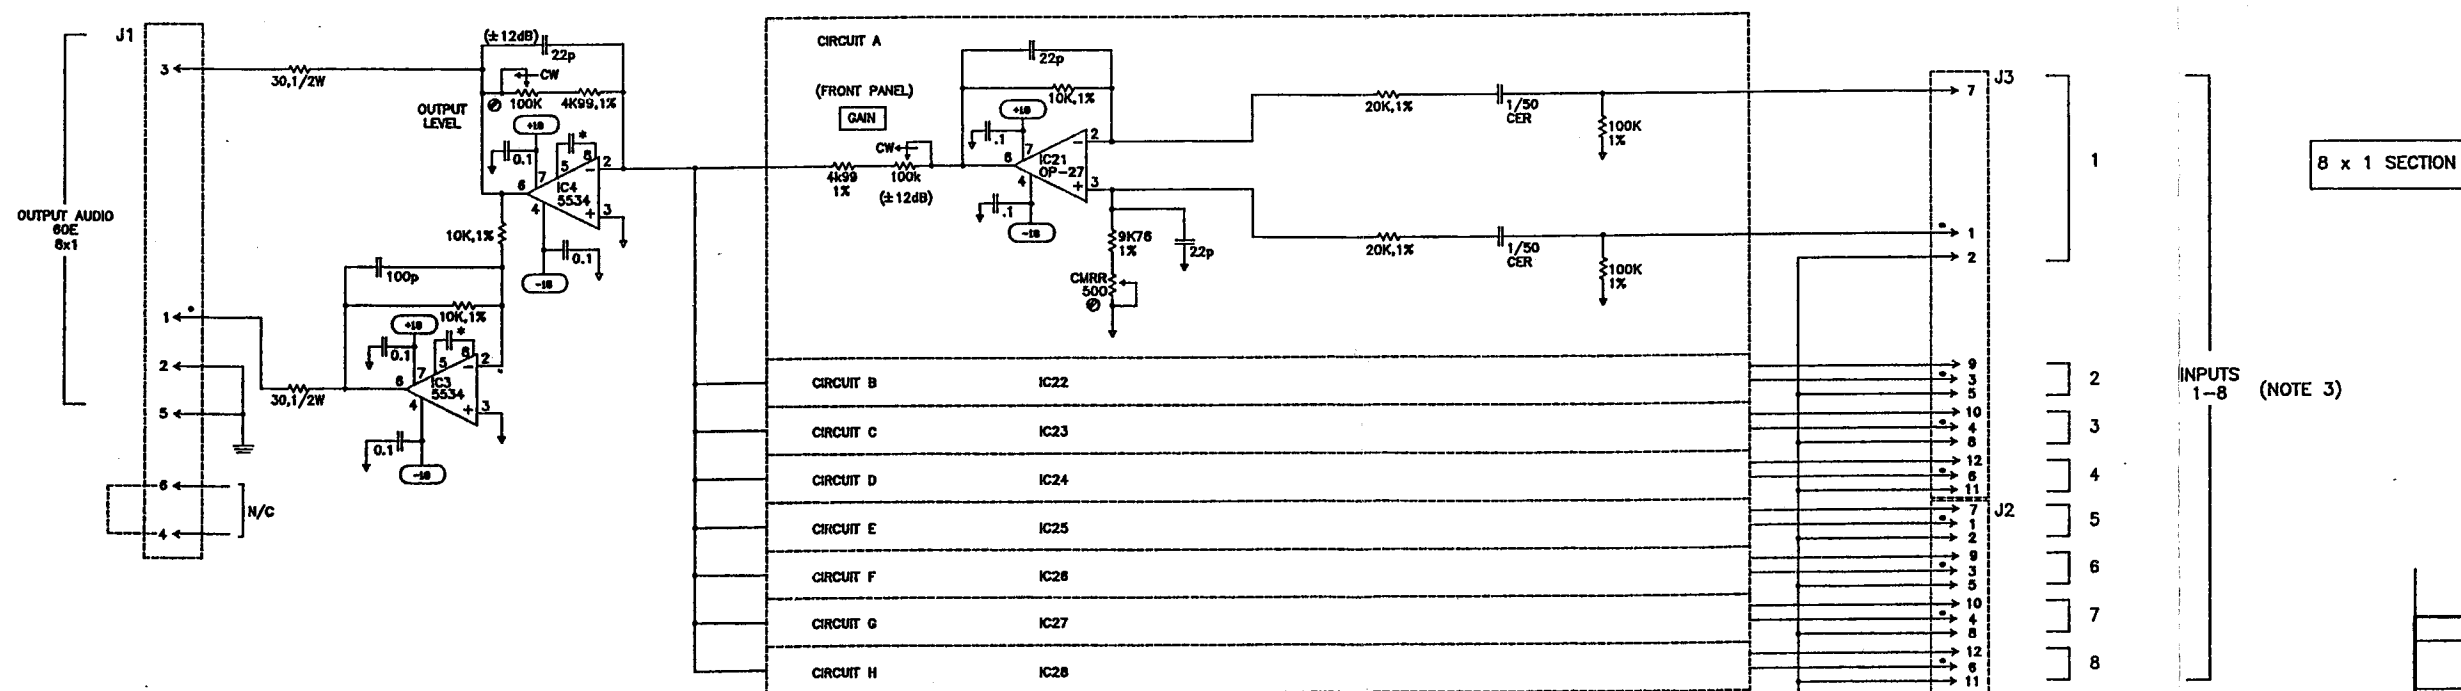 J1
3
30,1/2W
(±12dB)
22p
CW
100K
4K99,1%
OUTPUT
LEVEL
+18
0.1
*
5
8
7
2
6
IC4
5534
4
3
0.1
-18
10K,1%
OUTPUT AUDIO
60E
8x1
100p
10K,1%
1
+18
0.1
*
5
8
7
2
6
IC3
5534
4
3
30,1/2W
0.1
-18
2
5
6
N/C
4
CIRCUIT A
(FRONT PANEL)
GAIN
CW
4k99
1%
100k
(±12dB)
22p
10K,1%
+18
.1
7
2
6
IC21
OP-27
4
3
.1
-18
9K76
1%
22p
CMRR
500
20K,1%
1/50
CER
100K
1%
20K,1%
1/50
CER
100K
1%
CIRCUIT B IC22
CIRCUIT C IC23
CIRCUIT D IC24
CIRCUIT E IC25
CIRCUIT F IC26
CIRCUIT G IC27
CIRCUIT H IC28
J3
7
1
2
1
9
3
5
2
10
4
8
3
12
6
11
4
J2
7
1
2
5
9
3
5
6
10
4
8
7
12
6
11
8
INPUTS
1-8
(NOTE 3)
8 x 1 SECTION